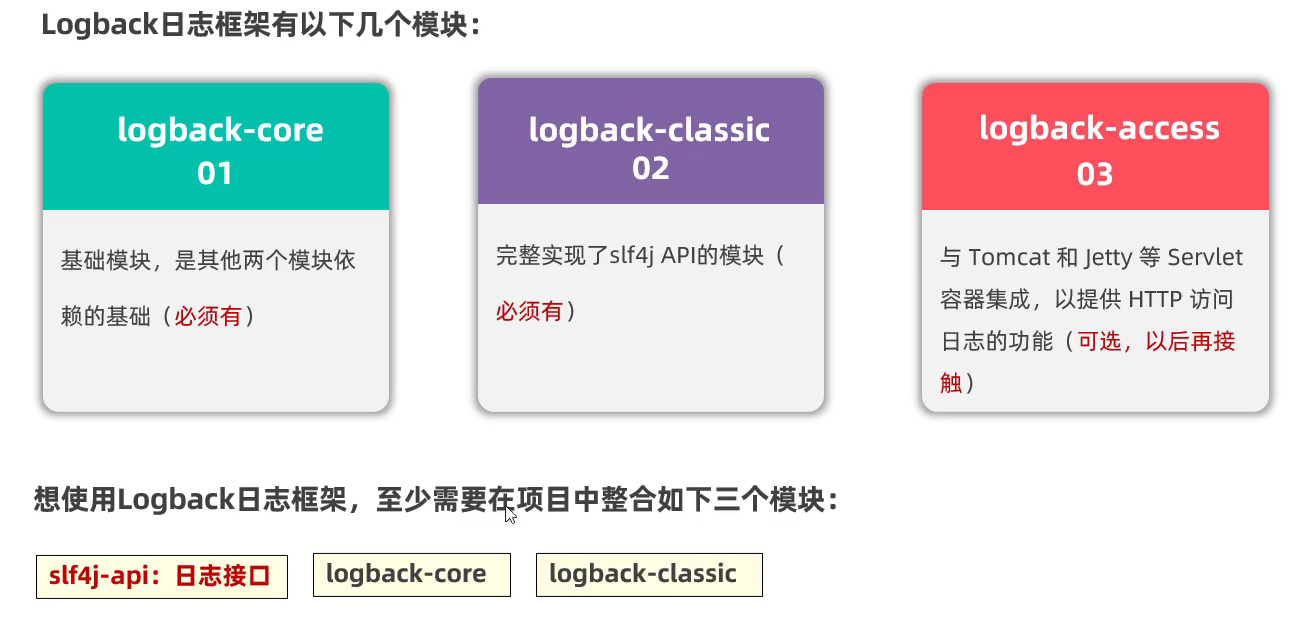 Logback日志框架有以下几个模块：
logback-core
01
基础模块，是其他两个模块依
赖的基础（必须有）
logback-classic
02
完整实现了slf4j API的模块（
必须有）
logback-access
03
与 Tomcat 和 Jetty 等 Servlet
容器集成，以提供 HTTP 访问
日志的功能（可选，以后再接
触）
想使用Logback日志框架，至少需要在项目中整合如下三个模块：
slf4j-api：日志接口
logback-core
logback-classic